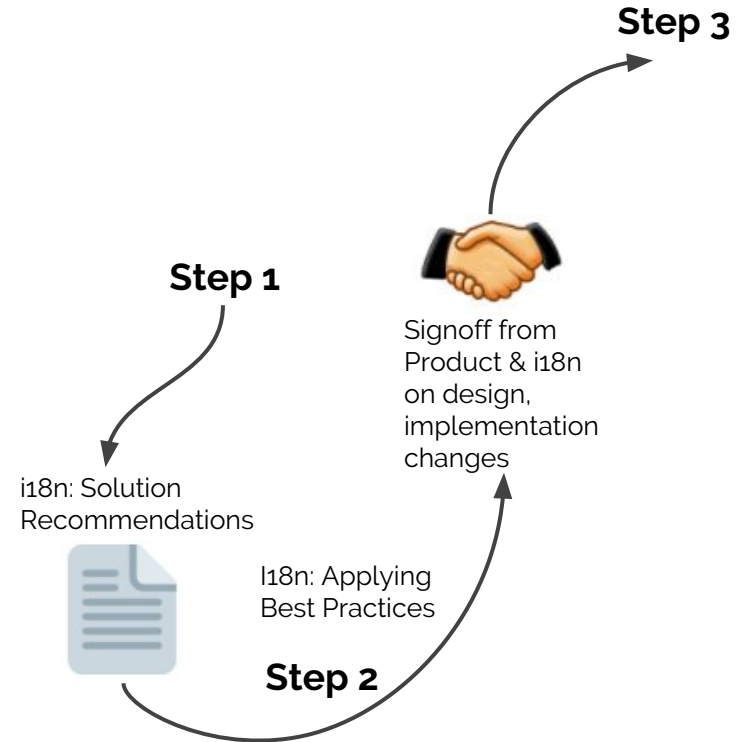 Step 1
i18n: Solution
Recommendations
I18n: Applying
Best Practices
Step 2
Signoff from
Product & i18n
on design,
implementation
changes
Step 3